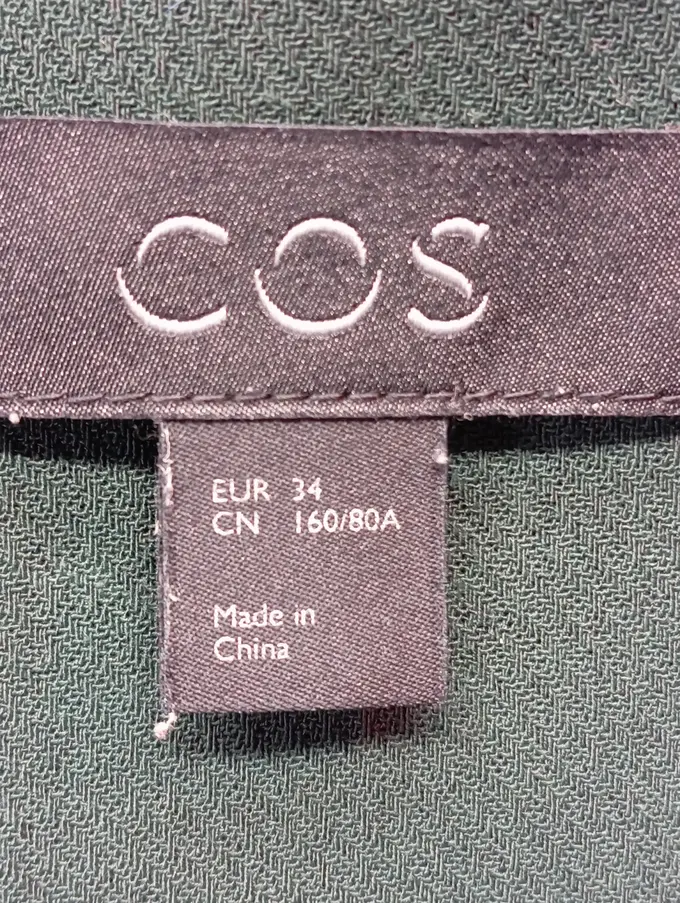 COS
EUR 34
CN 160/80A
Made in
China